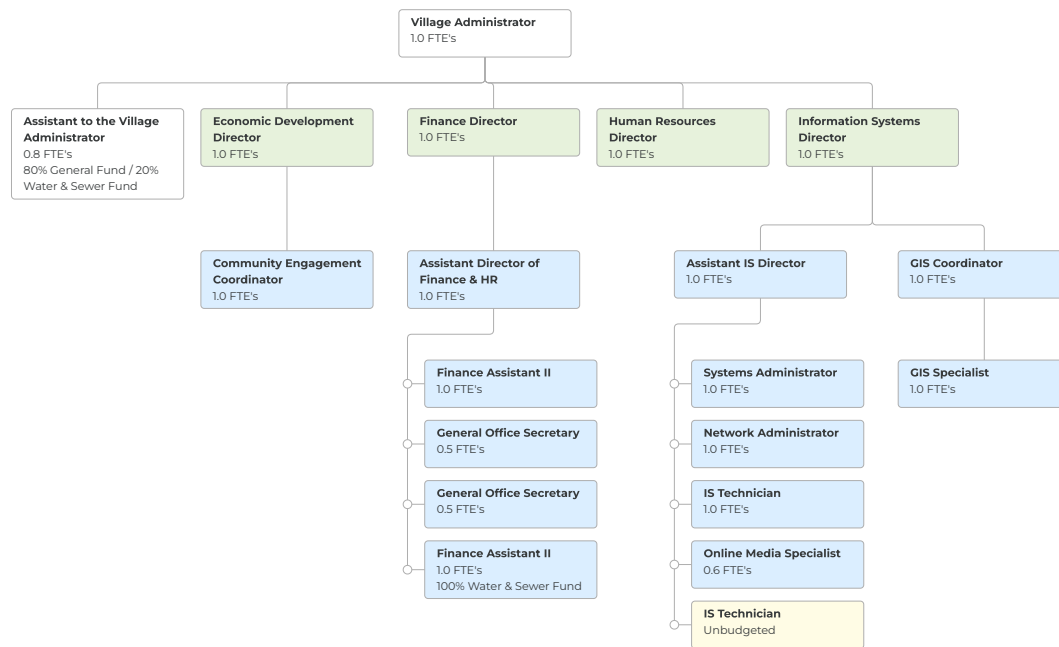 Village Administrator
1.0 FTE's
Assistant to the Village
Administrator
0.8 FTE's
80% General Fund / 20%
Water & Sewer Fund
Economic Development
Director
1.0 FTE's
Finance Director
1.0 FTE's
Human Resources
Director
1.0 FTE's
Information Systems
Director
1.0 FTE's
Community Engagement
Coordinator
1.0 FTE's
Assistant Director of
Finance & HR
1.0 FTE's
Assistant IS Director
1.0 FTE's
GIS Coordinator
1.0 FTE's
Finance Assistant II
1.0 FTE's
General Office Secretary
0.5 FTE's
General Office Secretary
0.5 FTE's
Finance Assistant II
1.0 FTE's
100% Water & Sewer Fund
Systems Administrator
1.0 FTE's
Network Administrator
1.0 FTE's
IS Technician
1.0 FTE's
Online Media Specialist
0.6 FTE's
IS Technician
Unbudgeted
GIS Specialist
1.0 FTE's